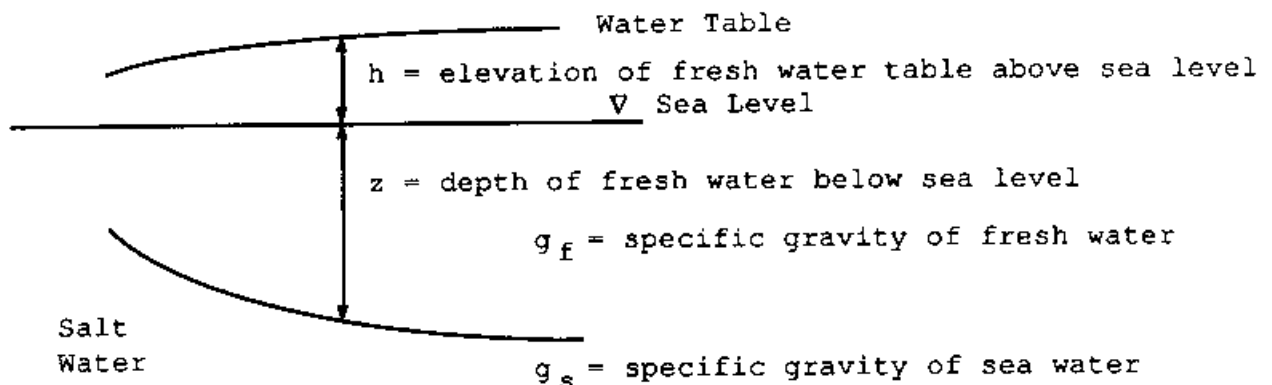 Water Table
h = elevation of fresh water table above sea level
∇ Sea Level
z = depth of fresh water below sea level
g_f = specific gravity of fresh water
Salt
Water
g_s = specific gravity of sea water